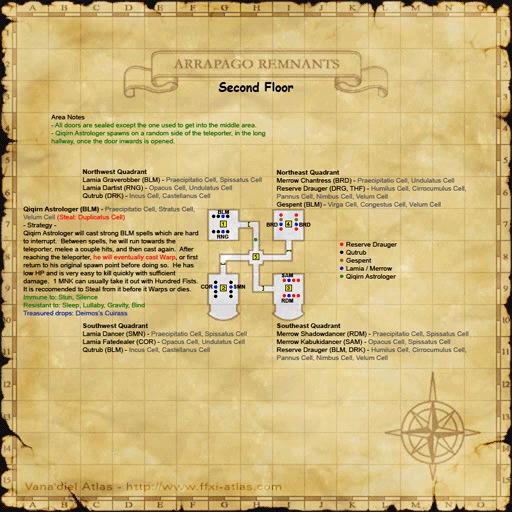 A B C D E F G H I J K L M N O
ARRAPAGO REMNANTS
Second Floor
Area Notes
- All doors are sealed except the one used to get into the middle area.
- Qiqirn Astrologer spawns on a random side of the teleporter, in the long
hallway, once the door inwards is opened.
Northwest Quadrant
Lamia Graverobber (BLM) - Praecipitatio Cell, Spissatus Cell
Lamia Dartist (RNG) - Opacus Cell, Undulatus Cell
Qutrub (DRK) - Incus Cell, Castellanus Cell
Northeast Quadrant
Merrow Chantress (BRD) - Praecipitatio Cell, Undulatus Cell
Reserve Draugar (DRG, THF) - Humilus Cell, Cirrocumulus Cell,
Pannus Cell, Nimbus Cell, Velum Cell
Gespent (BLM) - Virga Cell, Congestus Cell, Velum Cell
Qiqirn Astrologer (BLM) - Praecipitatio Cell, Stratus Cell,
Velum Cell (Steal: Duplicatus Cell)
- Strategy -
Qiqirn Astrologer will cast strong BLM spells which are hard
to interrupt. Between spells, he will run towards the
teleporter, melee a couple hits, and then cast again. After
reaching the teleporter, he will eventually cast Warp, or first
return to his original spawn point before doing so. He has
low HP and is very easy to kill quickly with sufficient
damage. 1 MNK can usually take it out with Hundred Fists.
It is reccomended to Steal from it before it Warps or dies.
Immune to: Stun, Silence
Resistant to: Sleep, Lullaby, Gravity, Bind
Treasured drops: Deimos's Cuirass
BLM
1
RNG
BRD 4 BRD
5
COR 3 SMN
SAM
2
RDM
Reserve Draugar
Qutrub
Gespent
Lamia / Merrow
Qiqirn Astrologer
Southwest Quadrant
Lamia Dancer (SMN) - Praecipitatio Cell, Spissatus Cell
Lamia Fatedealer (COR) - Opacus Cell, Undulatus Cell
Qutrub (BLM) - Incus Cell, Castellanus Cell
Southeast Quadrant
Merrow Shadowdancer (RDM) - Praecipitatio Cell, Spissatus Cell
Merrow Kabukidancer (SAM) - Opacus Cell, Spissatus Cell
Reserve Draugar (BLM, DRK) - Humilus Cell, Cirrocumulus Cell,
Pannus Cell, Nimbus Cell, Velum Cell
Vana'diel Atlas - http://www.ffxi-atlas.com